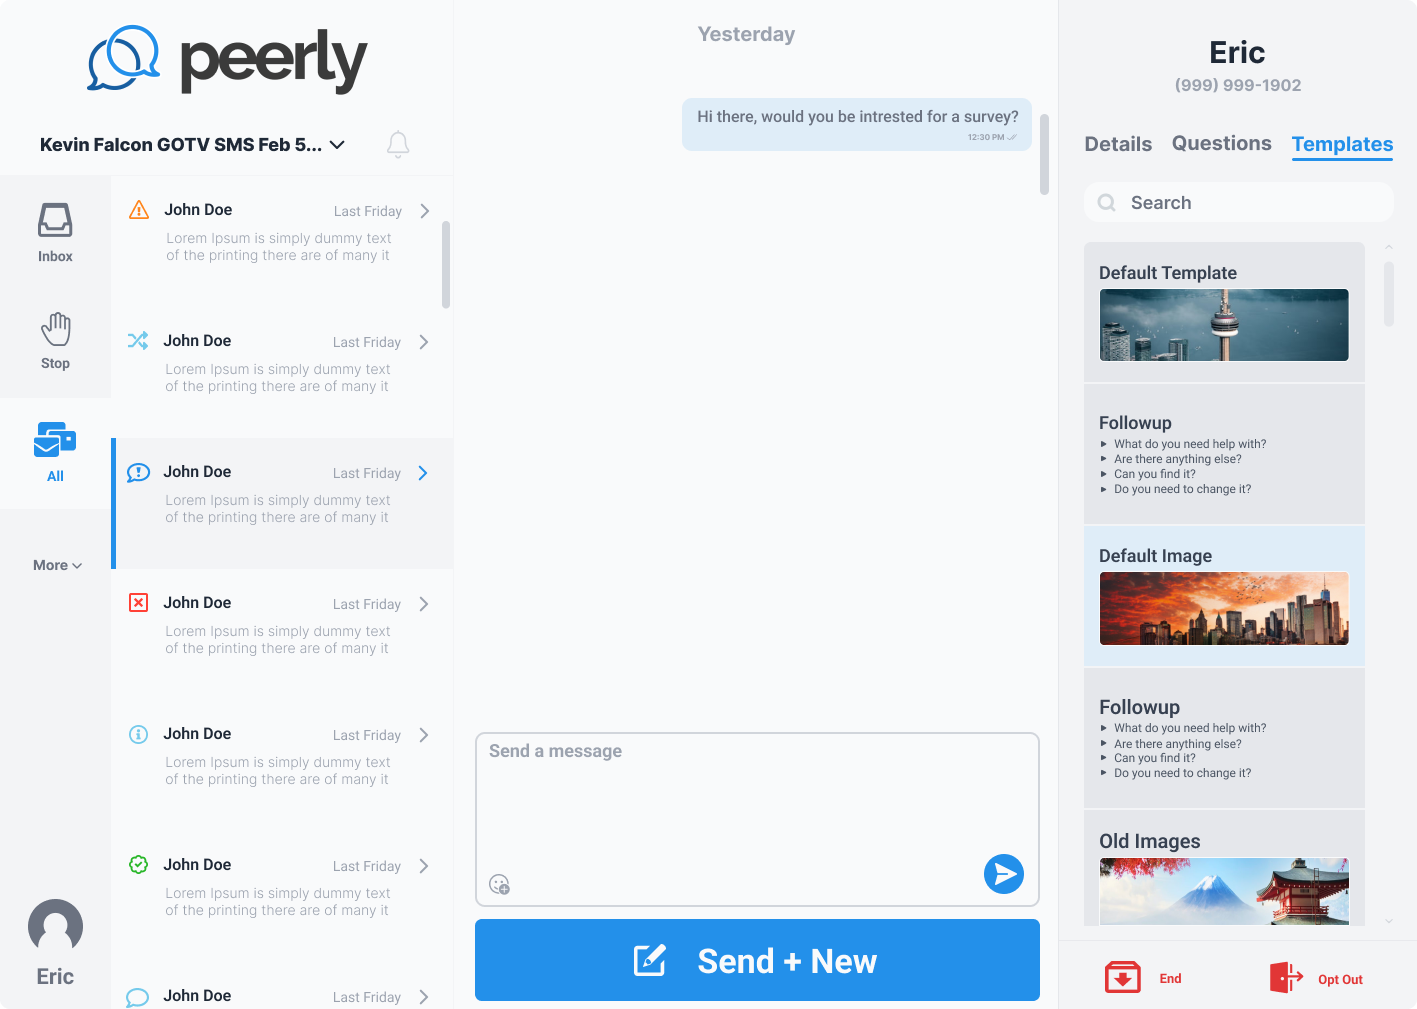 peerly
Kevin Falcon GOTV SMS Feb 5...
Inbox
Stop
All
More
Eric
John Doe
Last Friday
Lorem Ipsum is simply dummy text
of the printing there are of many it
John Doe
Last Friday
Lorem Ipsum is simply dummy text
of the printing there are of many it
John Doe
Last Friday
Lorem Ipsum is simply dummy text
of the printing there are of many it
John Doe
Last Friday
Lorem Ipsum is simply dummy text
of the printing there are of many it
John Doe
Last Friday
Lorem Ipsum is simply dummy text
of the printing there are of many it
John Doe
Last Friday
Lorem Ipsum is simply dummy text
of the printing there are of many it
John Doe
Last Friday
Yesterday
Hi there, would you be intrested for a survey?
12:30 PM
Send a message
Send + New
Eric
(999) 999-1902
Details
Questions
Templates
Search
Default Template
Followup
What do you need help with?
Are there anything else?
Can you find it?
Do you need to change it?
Default Image
Followup
What do you need help with?
Are there anything else?
Can you find it?
Do you need to change it?
Old Images
End
Opt Out